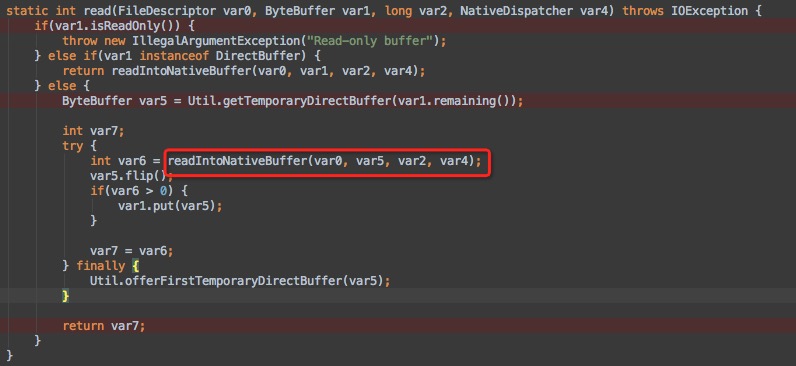 static int read(FileDescriptor var0, ByteBuffer var1, long var2, NativeDispatcher var4) throws IOException {
    if(var1.isReadOnly()) {
        throw new IllegalArgumentException("Read-only buffer");
    } else if(var1 instanceof DirectBuffer) {
        return readIntoNativeBuffer(var0, var1, var2, var4);
    } else {
        ByteBuffer var5 = Util.getTemporaryDirectBuffer(var1.remaining());

        int var7;
        try {
            int var6 = readIntoNativeBuffer(var0, var5, var2, var4);
            var5.flip();
            if(var6 > 0) {
                var1.put(var5);
            }

            var7 = var6;
        } finally {
            Util.offerFirstTemporaryDirectBuffer(var5);
        }

        return var7;
    }
}